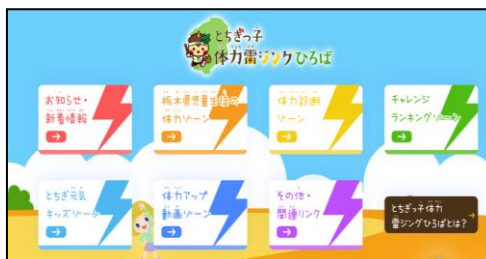 とちぎっ子
体力雷ジングひろば
お知らせ・
新着情報
栃木県児童生徒の
体力ゾーン
体力診断
ゾーン
チャレンジ
ランキングゾーン
とちぎ元気
キッズゾーン
体力アップ
動画ゾーン
その他・
関連リンク
とちぎっ子体力
雷ジングひろばとは?